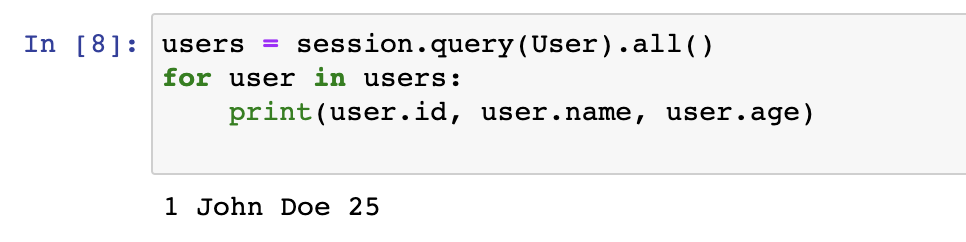 In [8]: users = session.query(User).all()
for user in users:
    print(user.id, user.name, user.age)
1 John Doe 25